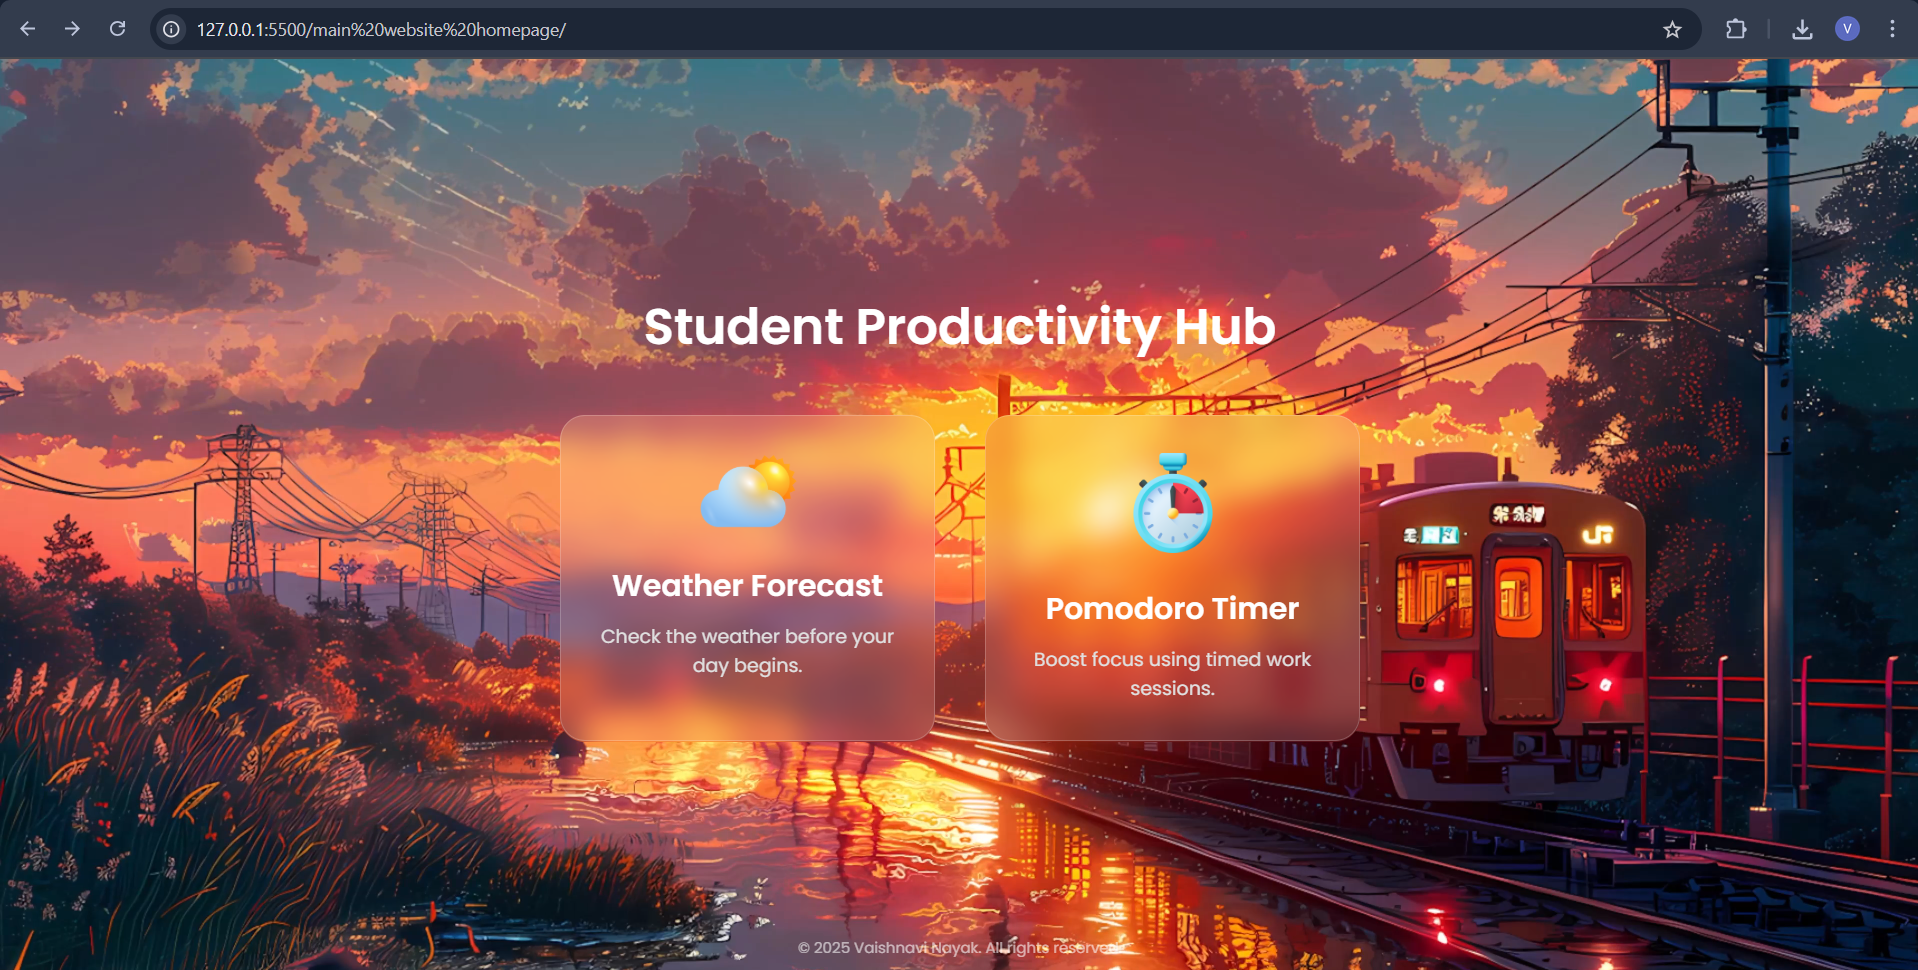 127.0.0.1:5500/main%20website%20homepage/
V
Student Productivity Hub
Weather Forecast
Check the weather before your
day begins.
Pomodoro Timer
Boost focus using timed work
sessions.
JR
© 2025 Vaishnavi Nayak. All rights reserved.